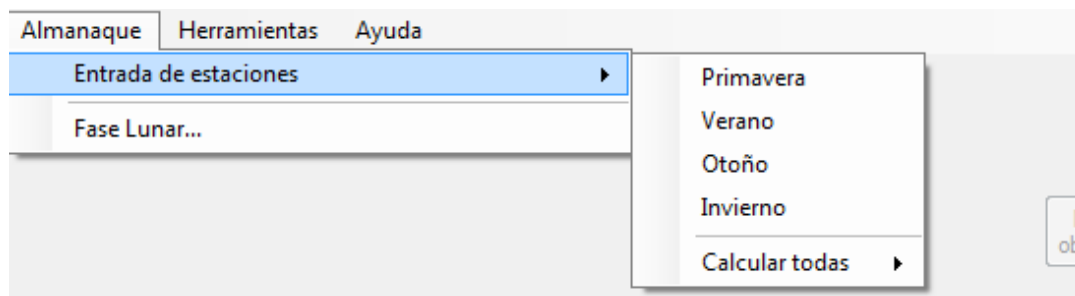 Almanaque Herramientas Ayuda
Entrada de estaciones
Fase Lunar...
Primavera
Verano
Otoño
Invierno
Calcular todas